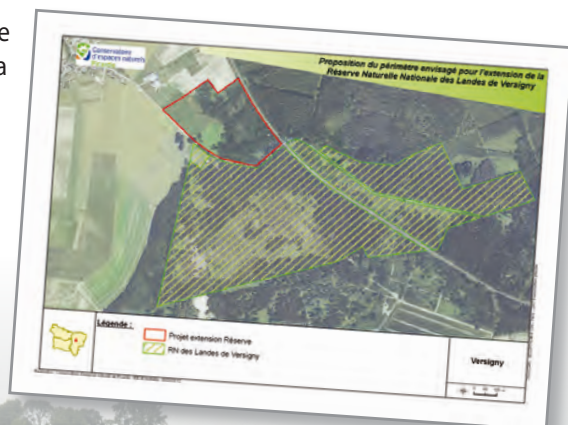 e
a
Conservatoire
d'espaces naturels
Proposition du périmètre envisagé pour l'extension de la
Réserve Naturelle Nationale des Landes de Versigny
Légende :
Projet extension Réserve
RN des Landes de Versigny
Versigny